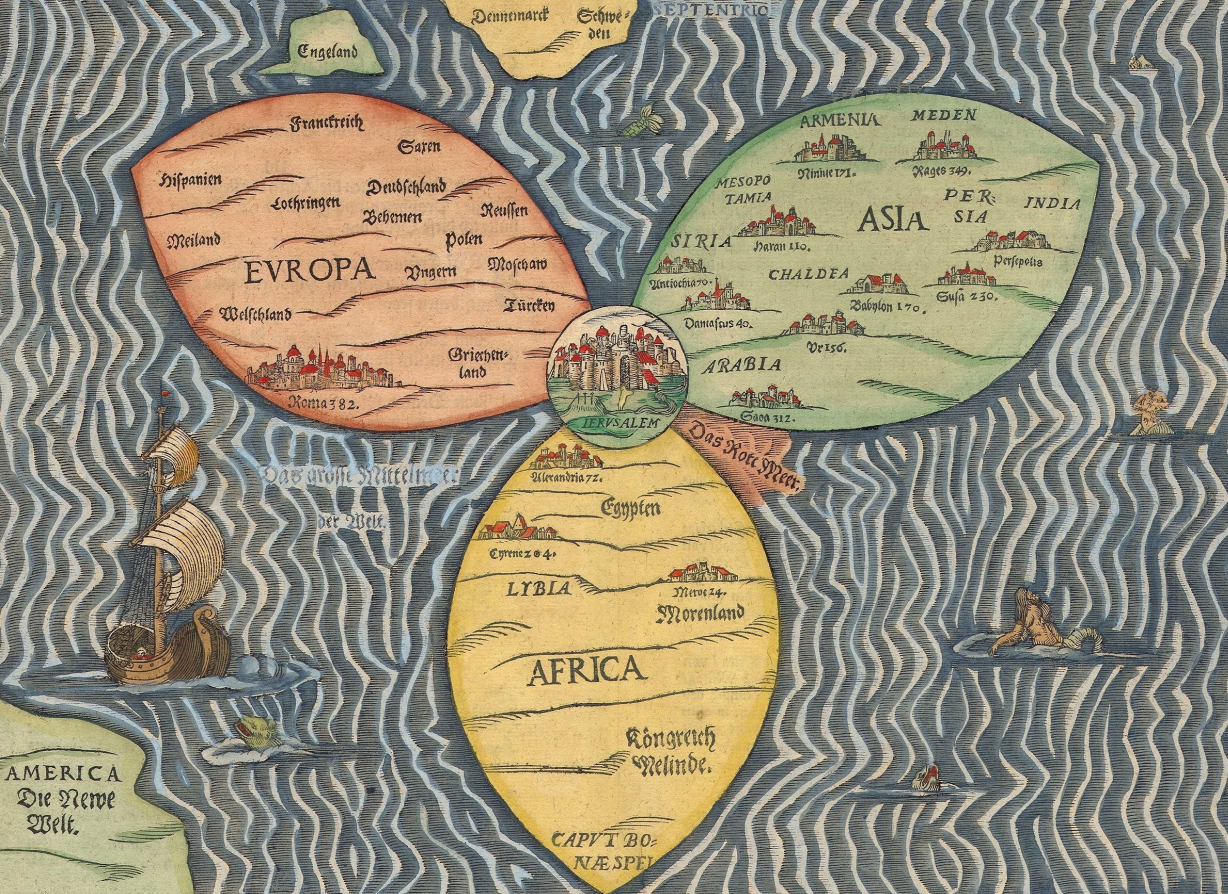 SEPTENTRIO
Dennemarck
Schwe=
den
Engeland
Franckreich
Saxen
Hispanien
Deudschland
Lothringen
Behemen
Reussen
Meiland
Polen
EVROPA
Vngern
Moschaw
Welschland
Türckey
Griechen=
land
Roma 382.
ARMENIA
MEDEN
Ninive 171.
Rages 349.
MESOPO
TAMIA
PER=
SIA
INDIA
ASIA
SIRIA
Haran 110.
Persepolis
Antiochia 70.
CHALDEA
Babylon 170.
Susa 230.
Damascus 40.
Vr 156.
ARABIA
Saba 312.
IERVSALEM
Das Rote Meer.
Das grosse Mittelmeer
der Welt.
Alexandria 72.
Egypten
Cyrene 204.
LYBIA
Meroe 24.
Morenland
AFRICA
Köngreich
Melinde.
CAPVT BO=
NÆ SPEI
AMERICA
Die Newe
Welt.